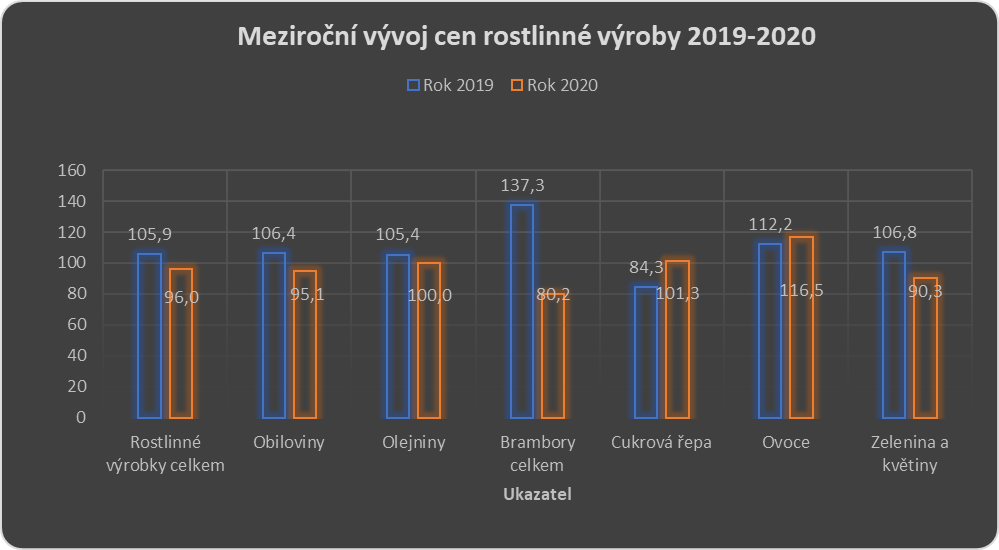 Meziroční vývoj cen rostlinné výroby 2019-2020
Rok 2019 Rok 2020
160
140
120
100
80
60
40
20
0
105,9
96,0
106,4
95,1
105,4
100,0
137,3
80,2
84,3
101,3
112,2
116,5
106,8
90,3
Rostlinné
výrobky celkem
Obiloviny
Olejniny
Brambory
celkem
Cukrová řepa
Ovoce
Zelenina a
květiny
Ukazatel